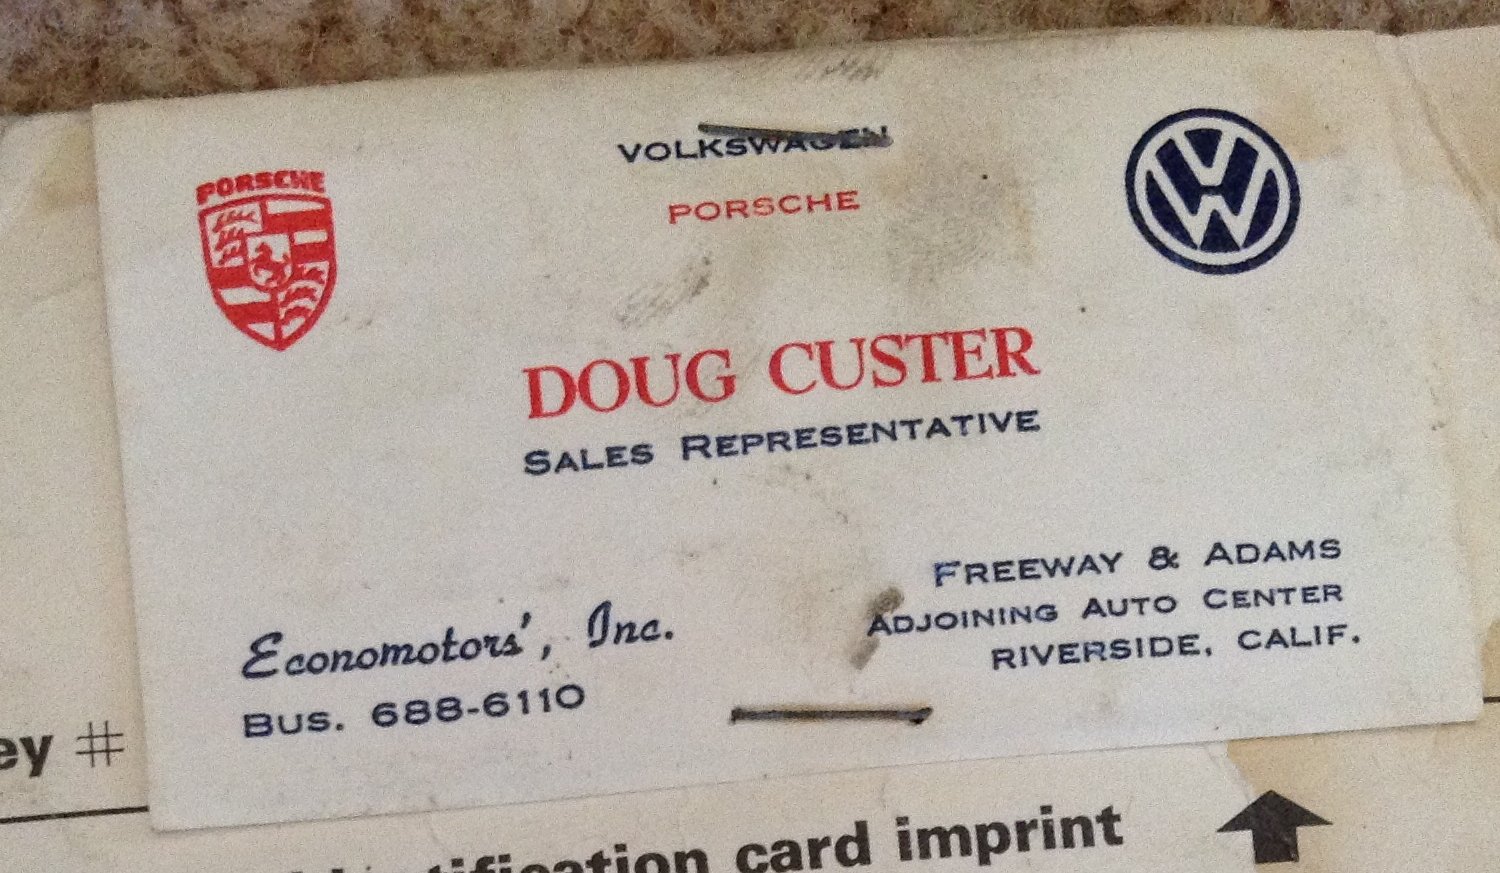 VOLKSWAGEN
PORSCHE
PORSCHE
DOUG CUSTER
SALES REPRESENTATIVE
Economotors', Inc.
BUS. 688-6110
FREEWAY & ADAMS
ADJOINING AUTO CENTER
RIVERSIDE, CALIF.
#
card imprint